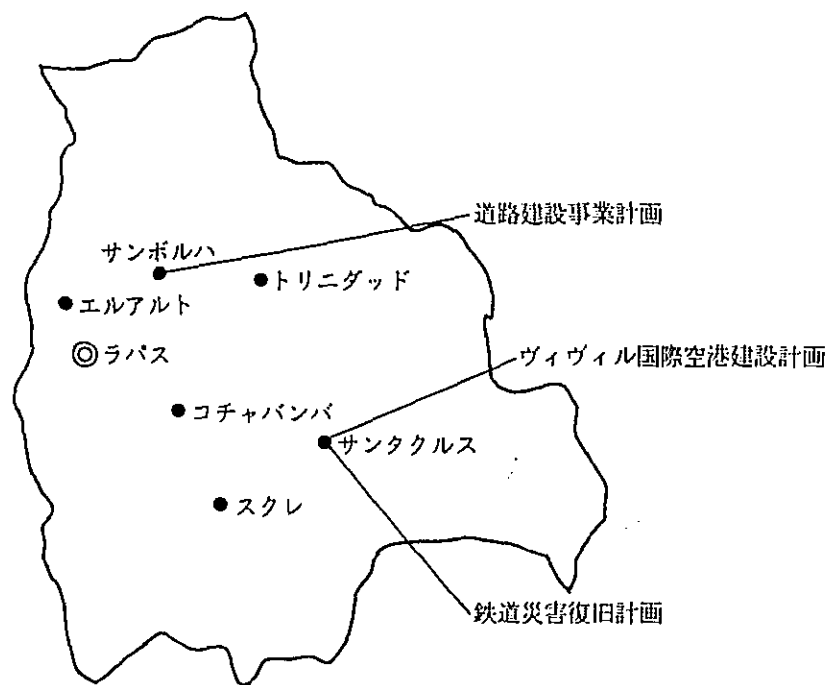 道路建設事業計画
サンボルハ
トリニダッド
エルアルト
ラパス
ヴィヴィル国際空港建設計画
コチャバンバ
サンタクルス
スクレ
鉄道災害復旧計画